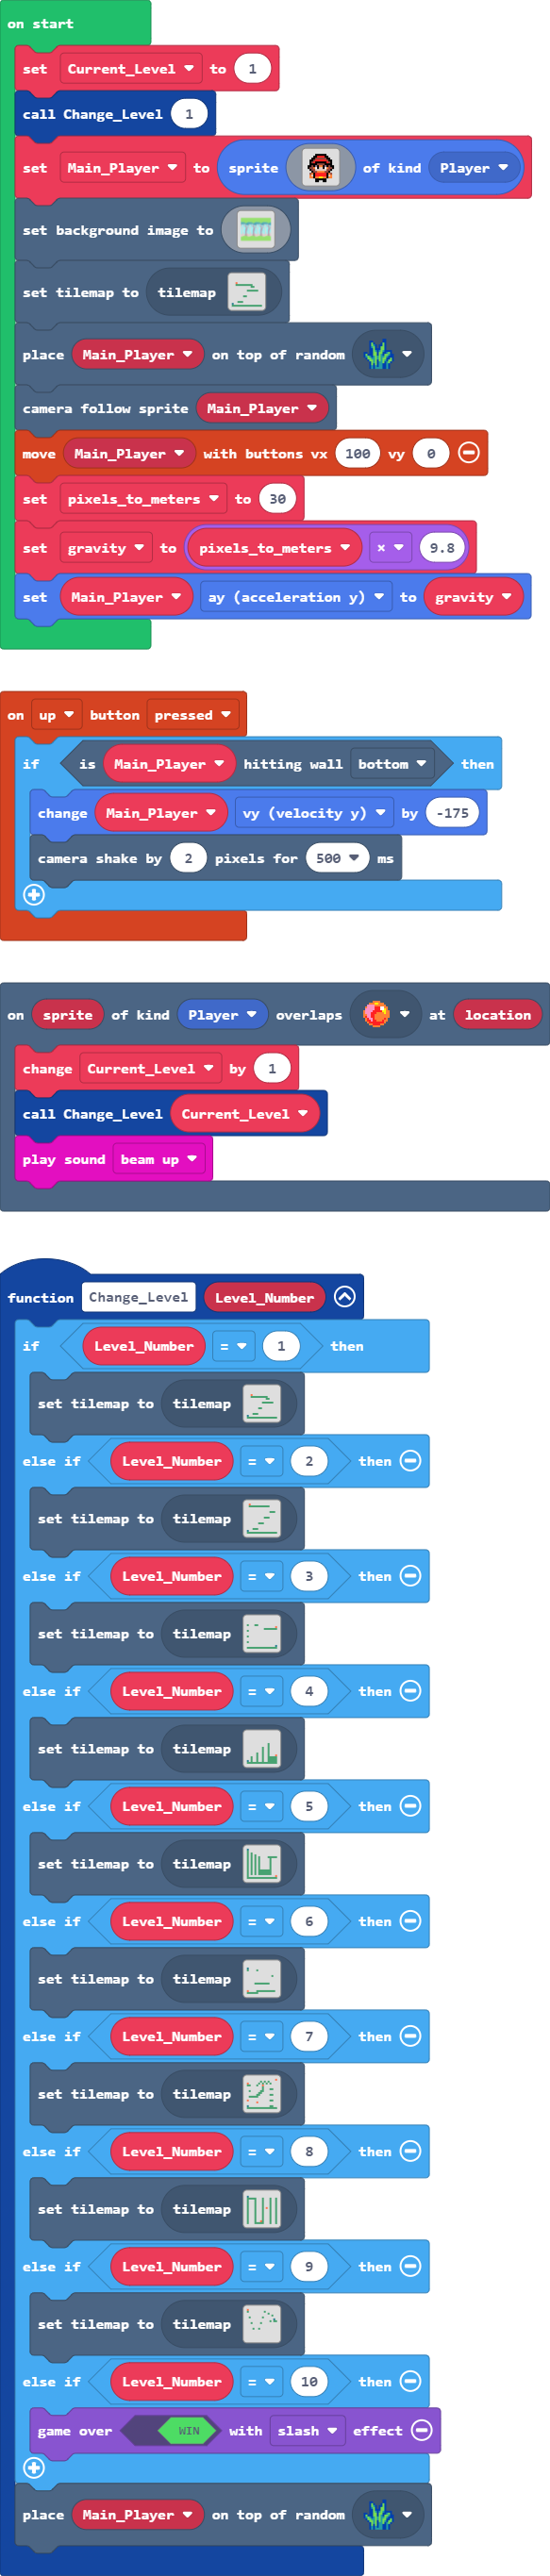 on start
set Current_Level to 1
call Change_Level 1
set Main_Player to sprite of kind Player
set background image to
set tilemap to tilemap
place Main_Player on top of random
camera follow sprite Main_Player
move Main_Player with buttons vx 100 vy 0
set pixels_to_meters to 30
set gravity to pixels_to_meters × 9.8
set Main_Player ay (acceleration y) to gravity
on up button pressed
if is Main_Player hitting wall bottom then
change Main_Player vy (velocity y) by -175
camera shake by 2 pixels for 500 ms
on sprite of kind Player overlaps at location
change Current_Level by 1
call Change_Level Current_Level
play sound beam up
function Change_Level Level_Number
if Level_Number = 1 then
set tilemap to tilemap
else if Level_Number = 2 then
set tilemap to tilemap
else if Level_Number = 3 then
set tilemap to tilemap
else if Level_Number = 4 then
set tilemap to tilemap
else if Level_Number = 5 then
set tilemap to tilemap
else if Level_Number = 6 then
set tilemap to tilemap
else if Level_Number = 7 then
set tilemap to tilemap
else if Level_Number = 8 then
set tilemap to tilemap
else if Level_Number = 9 then
set tilemap to tilemap
else if Level_Number = 10 then
game over WIN with slash effect
place Main_Player on top of random